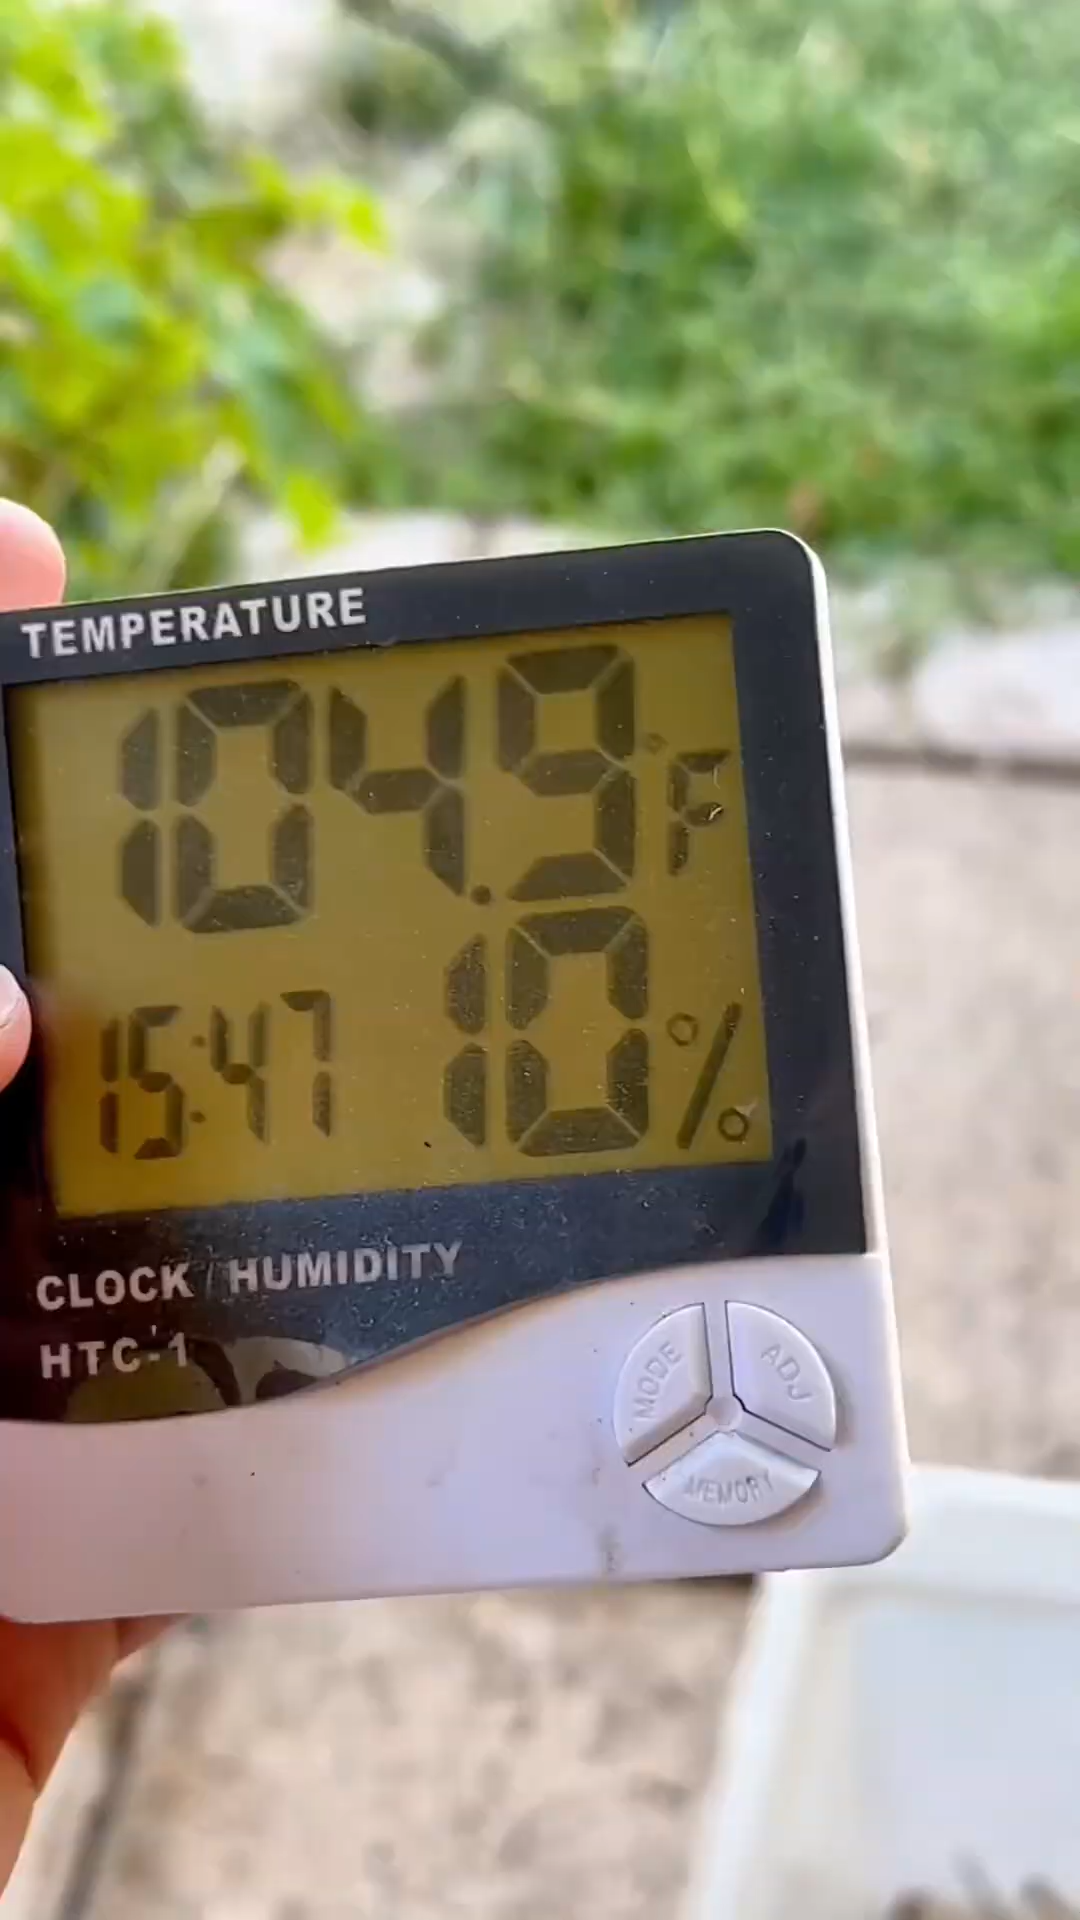 TEMPERATURE
104.9°F
15:47 10%
CLOCK / HUMIDITY
HTC-1
MODE
ADJ
MEMORY